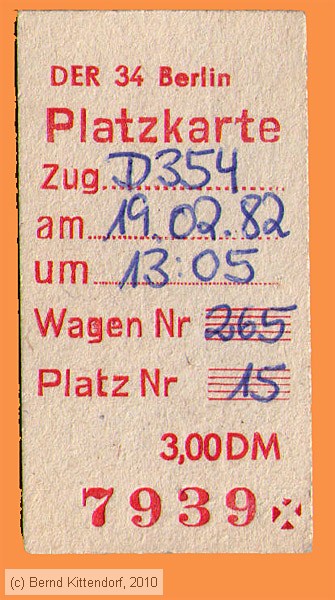 DER 34 Berlin
Platzkarte
Zug D354
am 19.02.82
um 13:05
Wagen Nr 265
Platz Nr 15
3,00 DM
7939
(c) Bernd Kittendorf, 2010